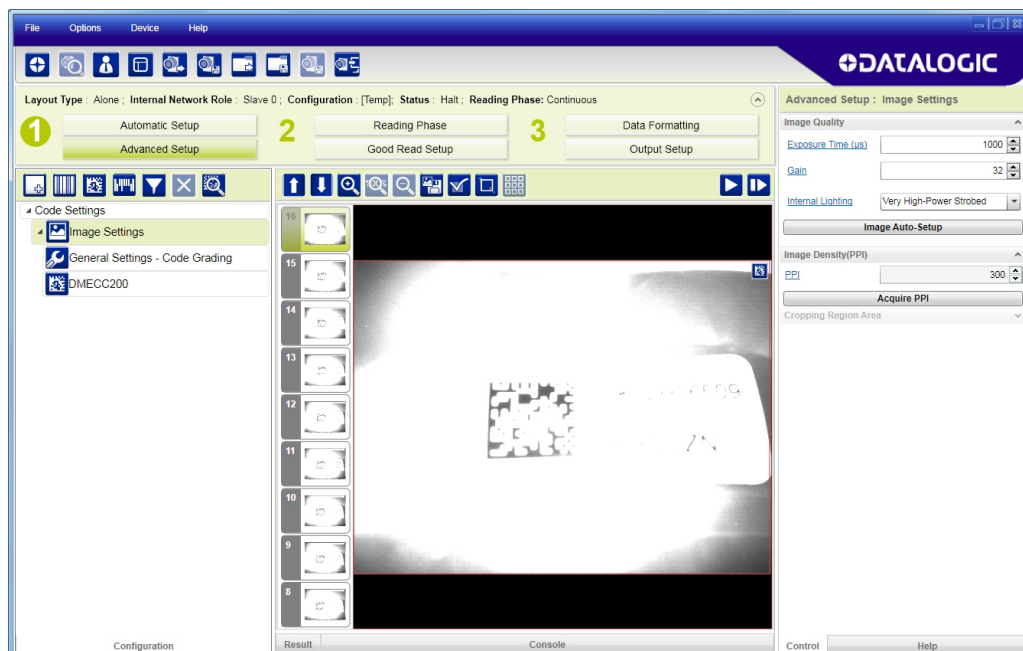 File Options Device Help
DATALOGIC
Layout Type : Alone ; Internal Network Role : Slave 0 ; Configuration : [Temp]; Status : Halt ; Reading Phase: Continuous
1 Automatic Setup
Advanced Setup
2 Reading Phase
Good Read Setup
3 Data Formatting
Output Setup
Code Settings
Image Settings
General Settings - Code Grading
DMECC200
Configuration
16
15
14
13
12
11
10
9
8
Result Console
Advanced Setup : Image Settings
Image Quality
Exposure Time (us) 1000
Gain 32
Internal Lighting Very High-Power Strobed
Image Auto-Setup
Image Density(PPI)
PPI 300
Acquire PPI
Cropping Region Area
Control Help